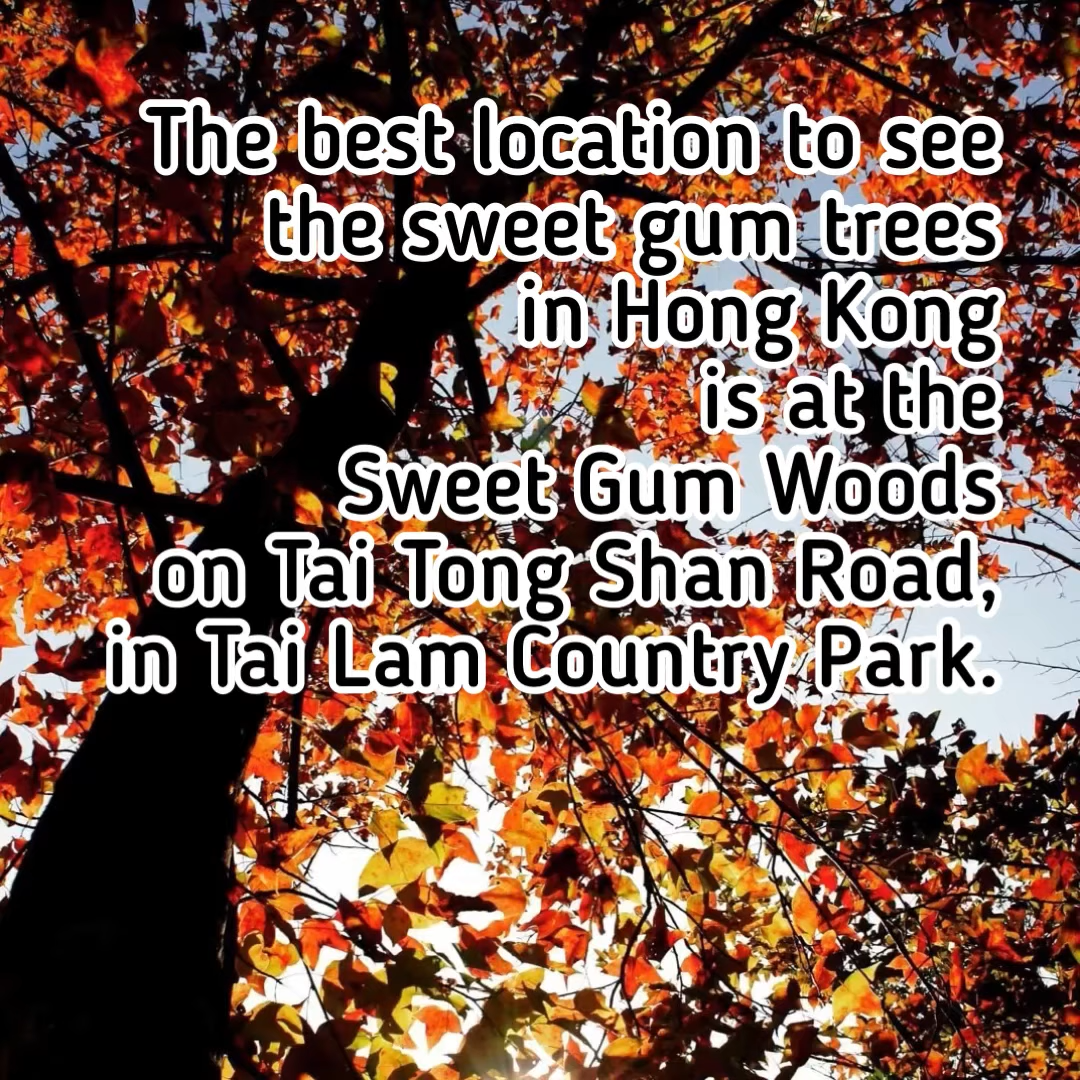 The best location to see
the sweet gum trees
in Hong Kong
is at the
Sweet Gum Woods
on Tai Tong Shan Road,
in Tai Lam Country Park.